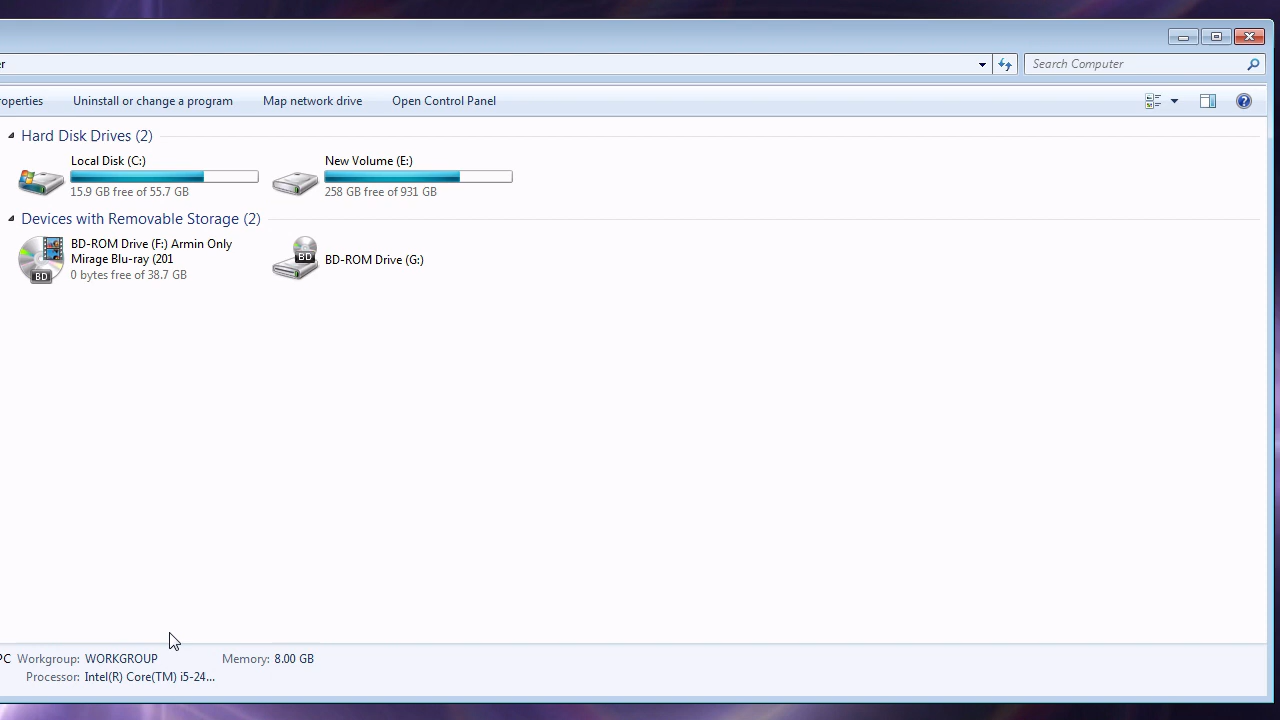 er
Search Computer
roperties
Uninstall or change a program
Map network drive
Open Control Panel
Hard Disk Drives (2)
Local Disk (C:)
15.9 GB free of 55.7 GB
New Volume (E:)
258 GB free of 931 GB
Devices with Removable Storage (2)
BD-ROM Drive (F:) Armin Only
Mirage Blu-ray (201
0 bytes free of 38.7 GB
BD
BD
BD-ROM Drive (G:)
PC Workgroup: WORKGROUP Memory: 8.00 GB
Processor: Intel(R) Core(TM) i5-24...